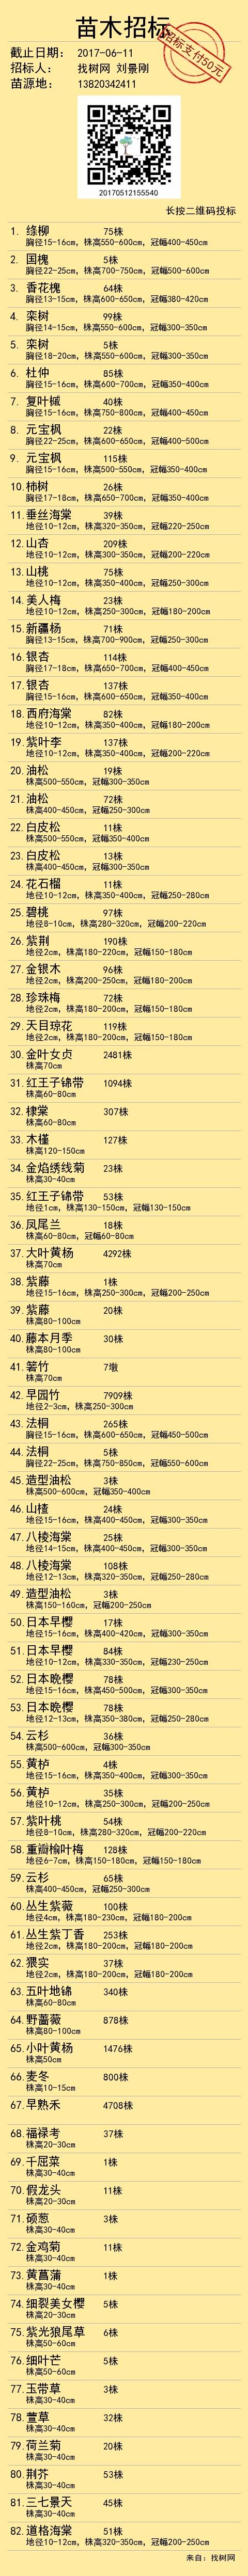 苗木招标
招标支付50元
截止日期： 2017-06-11
招标人： 找树网 刘景刚
苗源地： 13820342411
20170512155540
长按二维码投标
1. 绦柳 75株
胸径15-16cm, 株高550-600cm, 冠幅400-450cm
2. 国槐 5株
胸径22-25cm, 株高700-750cm, 冠幅500-600cm
3. 香花槐 64株
胸径13-15cm, 株高600-650cm, 冠幅380-420cm
4. 栾树 99株
胸径14-15cm, 株高550-600cm, 冠幅300-350cm
5. 栾树 5株
胸径18-20cm, 株高550-600cm, 冠幅300-350cm
6. 杜仲 85株
胸径15-16cm, 株高600-700cm, 冠幅350-400cm
7. 复叶槭 40株
胸径15-16cm, 株高750-800cm, 冠幅400-450cm
8. 元宝枫 22株
胸径22-25cm, 株高600-650cm, 冠幅400-500cm
9. 元宝枫 115株
胸径15-16cm, 株高500-550cm, 冠幅350-400cm
10. 柿树 26株
胸径17-18cm, 株高650-700cm, 冠幅350-400cm
11. 垂丝海棠 39株
地径10-12cm, 株高320-350cm, 冠幅220-250cm
12. 山杏 209株
地径10-12cm, 株高300-350cm, 冠幅200-220cm
13. 山桃 75株
地径10-12cm, 株高350-400cm, 冠幅250-300cm
14. 美人梅 23株
地径10-12cm, 株高250-300cm, 冠幅180-200cm
15. 新疆杨 71株
胸径13-15cm, 株高700-900cm, 冠幅250-300cm
16. 银杏 114株
胸径17-18cm, 株高650-700cm, 冠幅400-450cm
17. 银杏 137株
胸径15-16cm, 株高600-650cm, 冠幅350-400cm
18. 西府海棠 82株
地径10-12cm, 株高350-400cm, 冠幅180-200cm
19. 紫叶李 137株
地径10-12cm, 株高350-400cm, 冠幅200-220cm
20. 油松 19株
株高500-550cm, 冠幅300-350cm
21. 油松 72株
株高400-450cm, 冠幅250-300cm
22. 白皮松 11株
株高500-550cm, 冠幅350-400cm
23. 白皮松 13株
株高400-450cm, 冠幅300-350cm
24. 花石榴 11株
地径10-12cm, 株高350-400cm, 冠幅250-280cm
25. 碧桃 97株
地径8-10cm, 株高280-320cm, 冠幅200-220cm
26. 紫荆 190株
地径2cm, 株高180-220cm, 冠幅150-180cm
27. 金银木 96株
地径2cm, 株高200-250cm, 冠幅180-200cm
28. 珍珠梅 72株
地径2cm, 株高180-200cm, 冠幅150-180cm
29. 天目琼花 119株
地径2cm, 株高180-200cm, 冠幅150-180cm
30. 金叶女贞 2481株
株高70cm
31. 红王子锦带 1094株
株高60-80cm
32. 棣棠 307株
株高60-80cm
33. 木槿 127株
株高120-150cm
34. 金焰绣线菊 23株
株高30-40cm
35. 红王子锦带 53株
地径1cm, 株高130-150cm, 冠幅130-150cm
36. 凤尾兰 18株
株高60-80cm, 冠幅60-80cm
37. 大叶黄杨 4292株
株高70cm
38. 紫藤 1株
地径15-16cm, 株高250-300cm, 冠幅200-250cm
39. 紫藤 20株
株高80-100cm
40. 藤本月季 30株
株高80-100cm
41. 箬竹 7墩
株高70cm
42. 早园竹 7909株
地径2-3cm, 株高250-300cm
43. 法桐 265株
胸径15-16cm, 株高600-650cm, 冠幅450-500cm
44. 法桐 5株
胸径22-25cm, 株高750-850cm, 冠幅550-600cm
45. 造型油松 3株
株高500-600cm, 冠幅350-400cm
46. 山楂 24株
地径15-16cm, 株高400-450cm, 冠幅300-350cm
47. 八棱海棠 25株
地径14-15cm, 株高400-450cm, 冠幅300-350cm
48. 八棱海棠 108株
地径12-13cm, 株高320-350cm, 冠幅250-280cm
49. 造型油松 3株
株高150-160cm, 冠幅200-250cm
50. 日本早樱 17株
地径15-16cm, 株高400-420cm, 冠幅300-350cm
51. 日本早樱 84株
地径10-12cm, 株高330-350cm, 冠幅230-250cm
52. 日本晚樱 78株
地径15-16cm, 株高450-500cm, 冠幅300-350cm
53. 日本晚樱 78株
地径12-13cm, 株高350-380cm, 冠幅250-280cm
54. 云杉 36株
株高500-600cm, 冠幅300-350cm
55. 黄栌 4株
地径15-16cm, 株高350-400cm, 冠幅300-350cm
56. 黄栌 35株
地径10-12cm, 株高250-300cm, 冠幅200-250cm
57. 紫叶桃 54株
地径8-10cm, 株高280-320cm, 冠幅200-220cm
58. 重瓣榆叶梅 128株
地径6-7cm, 株高150-180cm, 冠幅150-180cm
59. 云杉 65株
株高400-450cm, 冠幅250-300cm
60. 丛生紫薇 100株
地径4cm, 株高180-230cm, 冠幅180-200cm
61. 丛生紫丁香 253株
地径2cm, 株高180-200cm, 冠幅180-200cm
62. 猥实 37株
地径2cm, 株高180-200cm, 冠幅180-200cm
63. 五叶地锦 340株
株高60-80cm
64. 野蔷薇 878株
株高80-100cm
65. 小叶黄杨 1476株
株高50cm
66. 麦冬 800株
株高10-15cm
67. 早熟禾 4708株
68. 福禄考 37株
株高20-30cm
69. 千屈菜 1株
株高30-40cm
70. 假龙头 11株
株高20-30cm
71. 硕葱 3株
株高30-40cm
72. 金鸡菊 11株
株高30-40cm
73. 黄菖蒲 1株
株高30-40cm
74. 细裂美女樱 5株
株高20-30cm
75. 紫光狼尾草 6株
株高50-60cm
76. 细叶芒 5株
株高50-60cm
77. 玉带草 3株
株高30-40cm
78. 萱草 32株
株高30-40cm
79. 荷兰菊 20株
株高30-40cm
80. 荆芥 53株
株高30-40cm
81. 三七景天 45株
株高30-40cm
82. 道格海棠 51株
地径10-12cm, 株高320-350cm, 冠幅200-250cm
来自：找树网